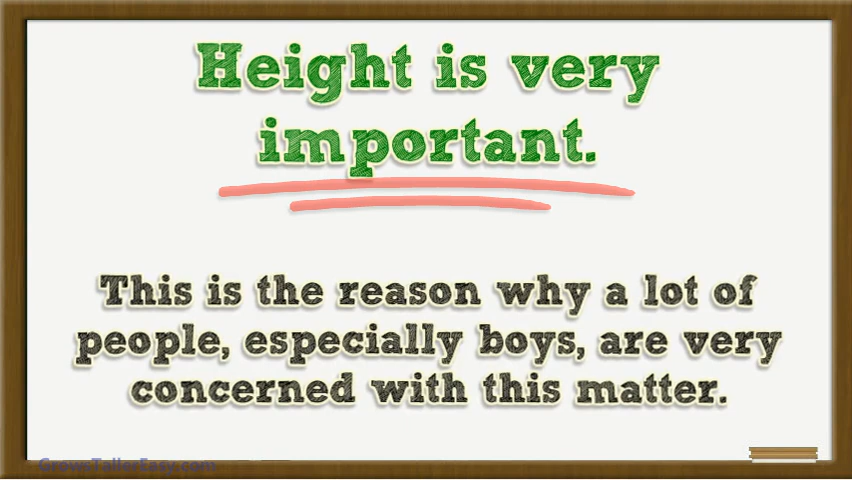 Height is very
important.
This is the reason why a lot of
people, especially boys, are very
concerned with this matter.
GrowsTallerEasy.com